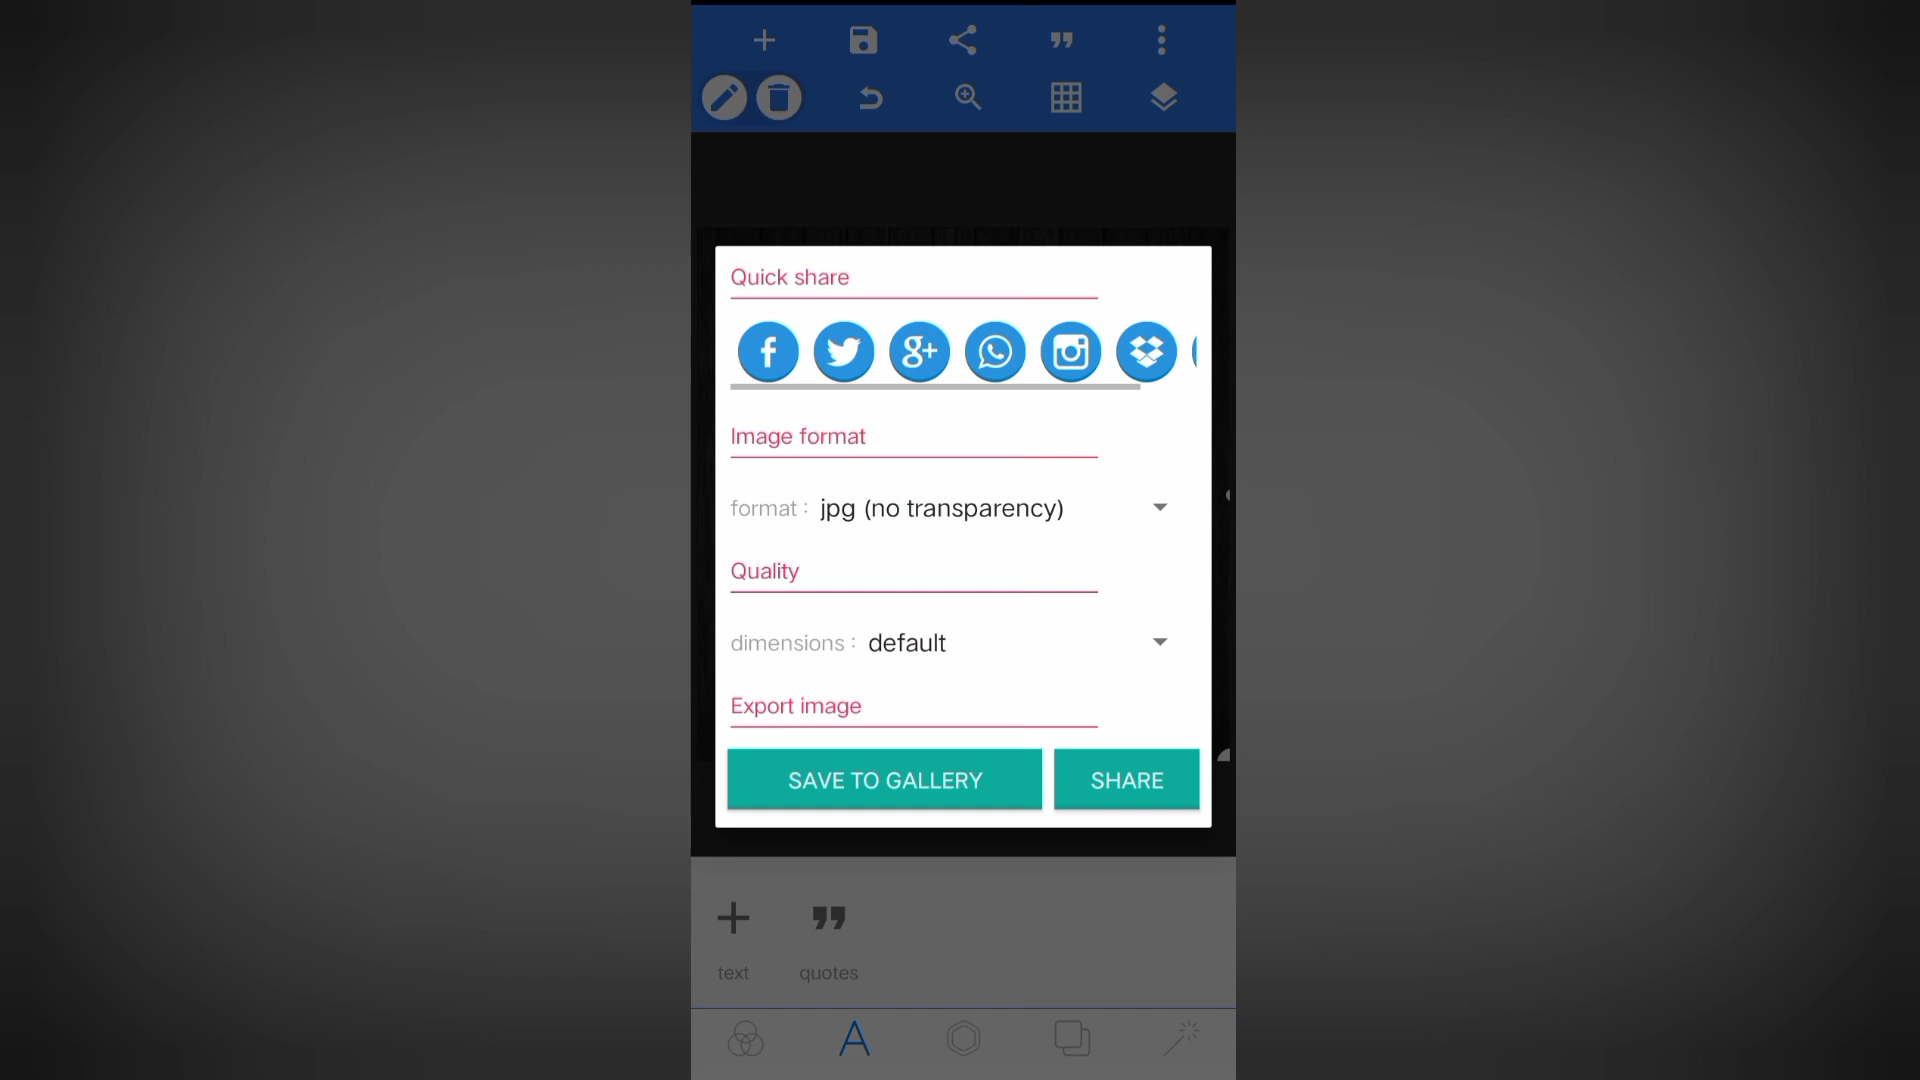 Quick share
Image format
format : jpg (no transparency)
Quality
dimensions : default
Export image
SAVE TO GALLERY SHARE
text quotes